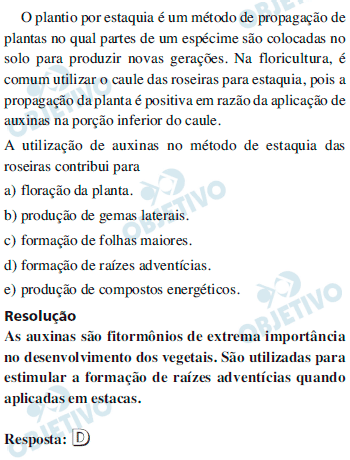 O plantio por estaquia é um método de propagação de
plantas no qual partes de um espécime são colocadas no
solo para produzir novas gerações. Na floricultura, é
comum utilizar o caule das roseiras para estaquia, pois a
propagação da planta é positiva em razão da aplicação de
auxinas na porção inferior do caule.
A utilização de auxinas no método de estaquia das
roseiras contribui para
a) floração da planta.
b) produção de gemas laterais.
c) formação de folhas maiores.
d) formação de raízes adventícias.
e) produção de compostos energéticos.
Resolução
As auxinas são fitormônios de extrema importância
no desenvolvimento dos vegetais. São utilizadas para
estimular a formação de raízes adventícias quando
aplicadas em estacas.
Resposta: D
OBJETIVO
OBJETIVO
OBJETIVO
OBJETIVO
OBJETIVO